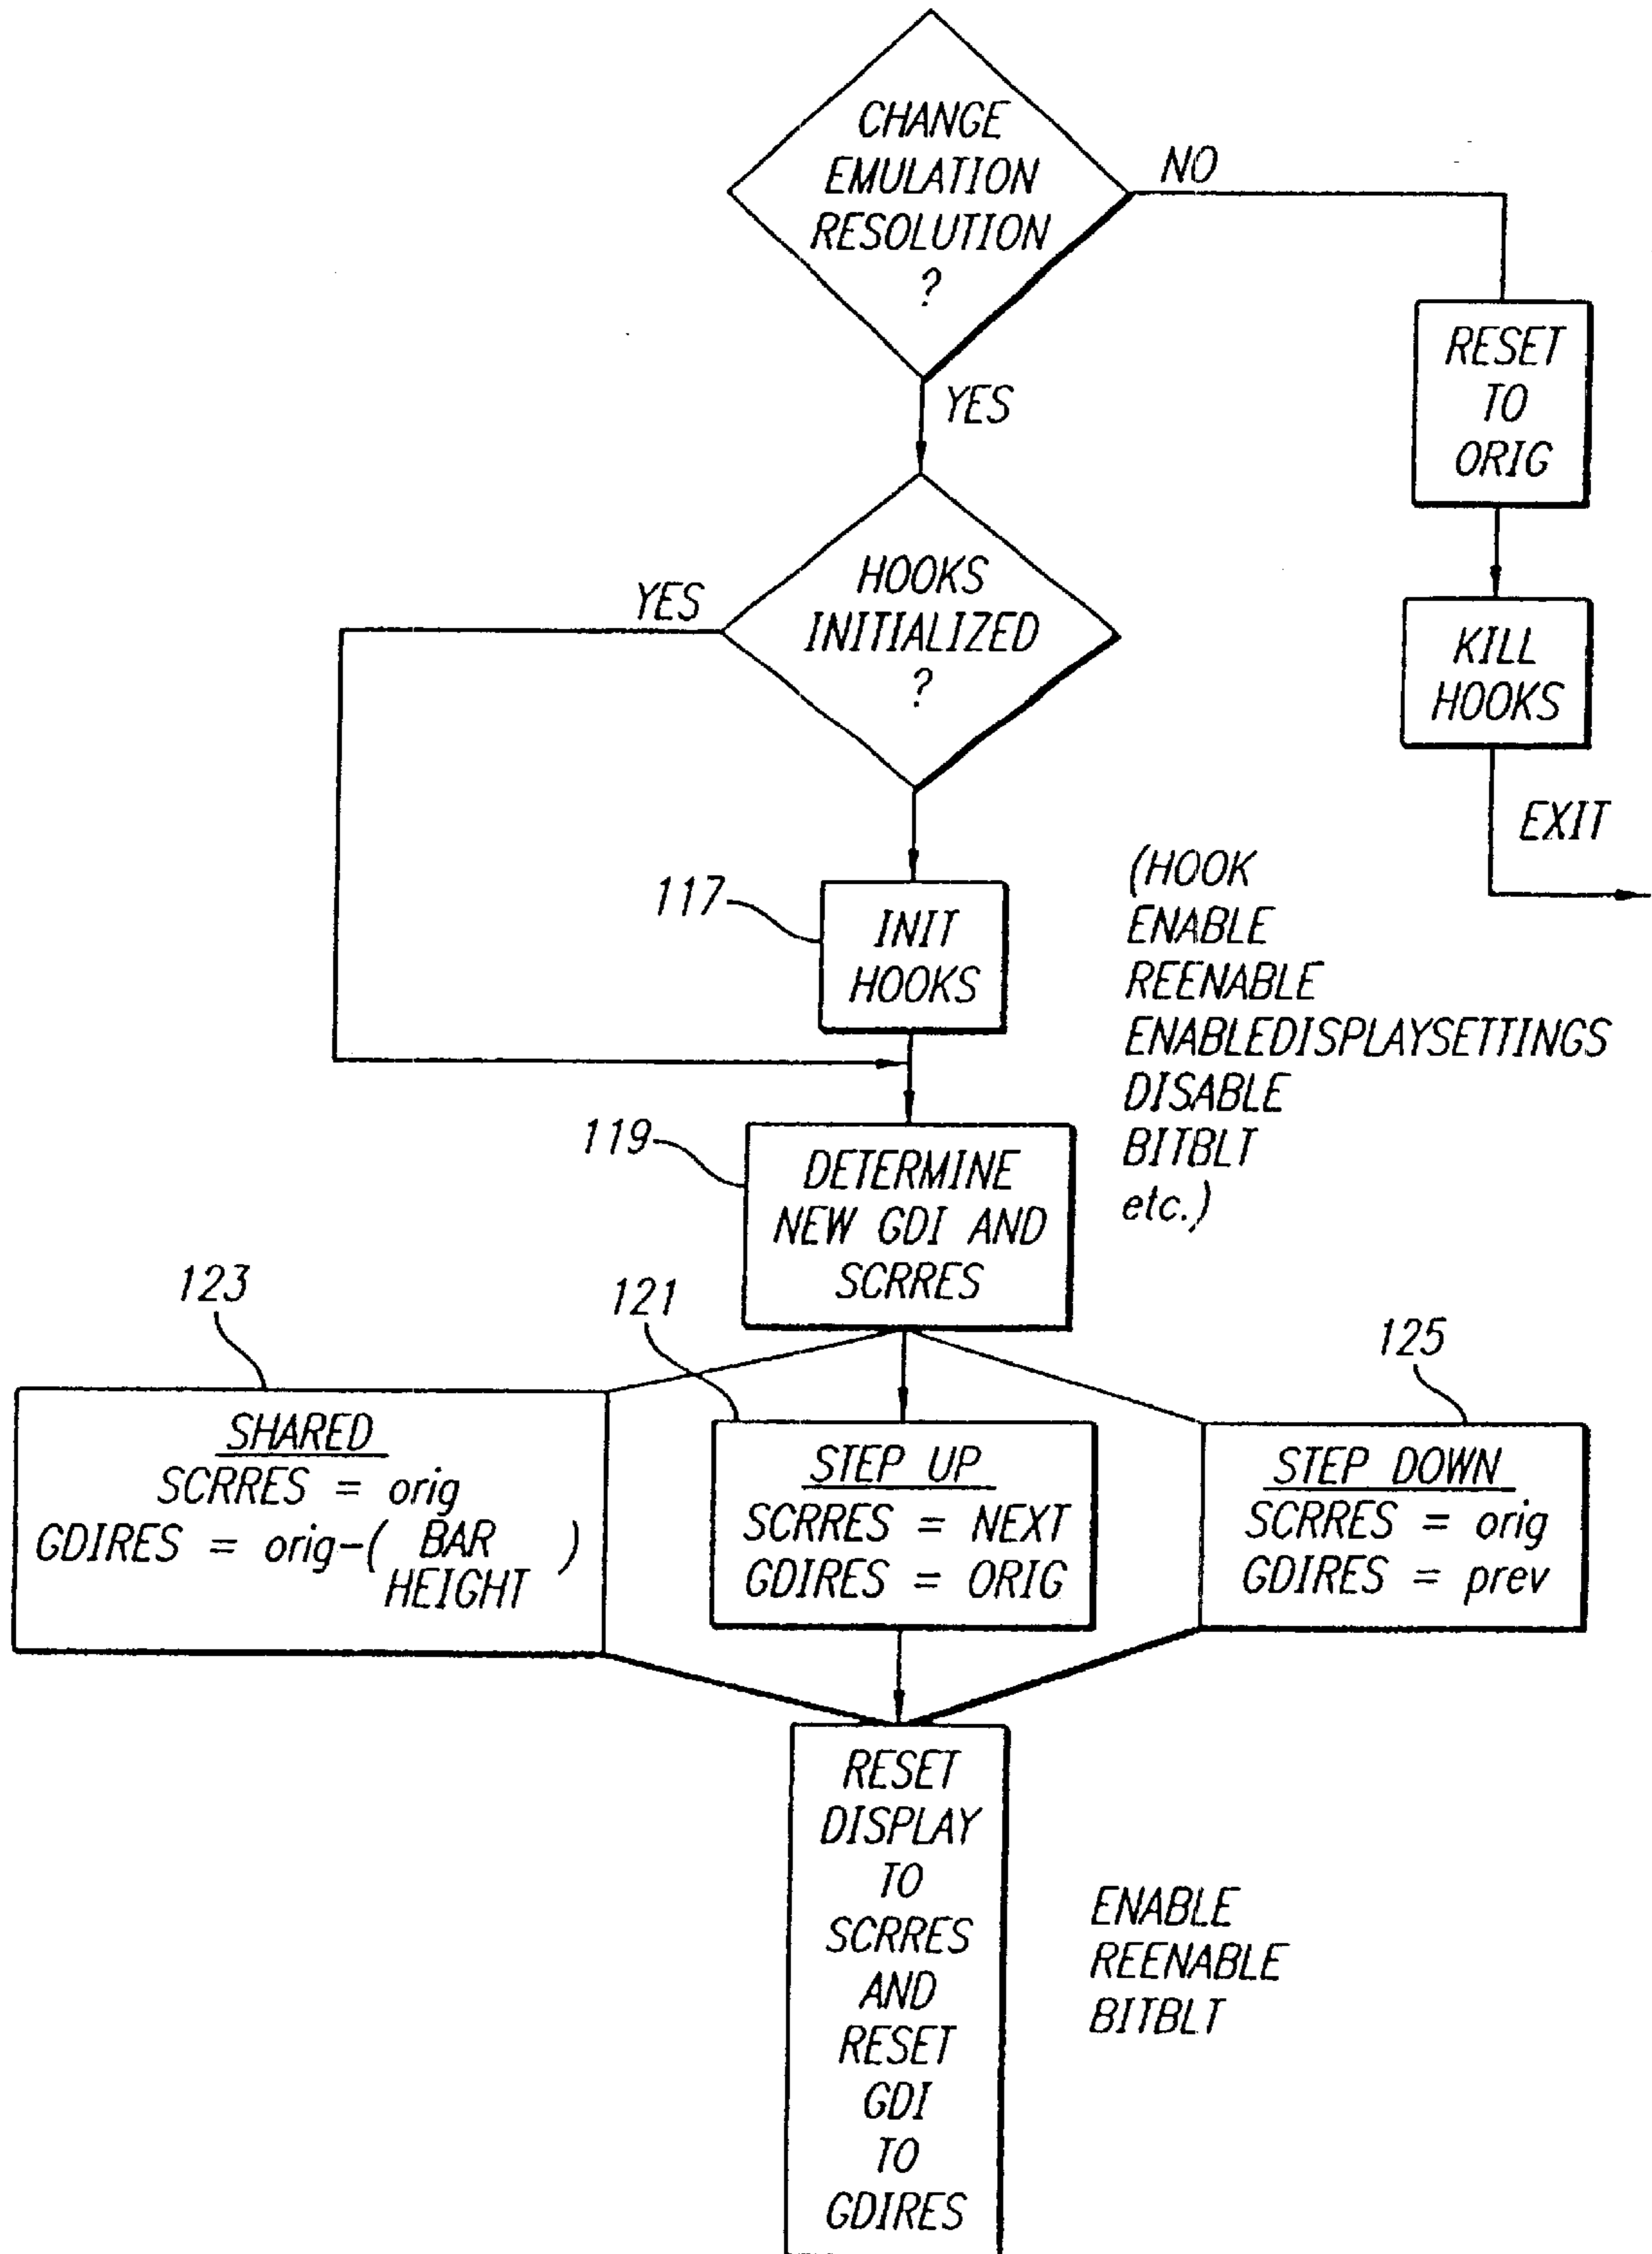 CHANGE
EMULATION
RESOLUTION
?
NO
YES
RESET
TO
ORIG
KILL
HOOKS
EXIT
HOOKS
INITIALIZED
?
YES
117
INIT
HOOKS
(HOOK
ENABLE
REENABLE
ENABLEDISPLAYSETTINGS
DISABLE
BITBLT
etc.)
119
DETERMINE
NEW GDI AND
SCRRES
123
SHARED
SCRRES = orig
GDIRES = orig-( BAR )
HEIGHT
121
STEP UP
SCRRES = NEXT
GDIRES = ORIG
125
STEP DOWN
SCRRES = orig
GDIRES = prev
RESET
DISPLAY
TO
SCRRES
AND
RESET
GDI
TO
GDIRES
ENABLE
REENABLE
BITBLT